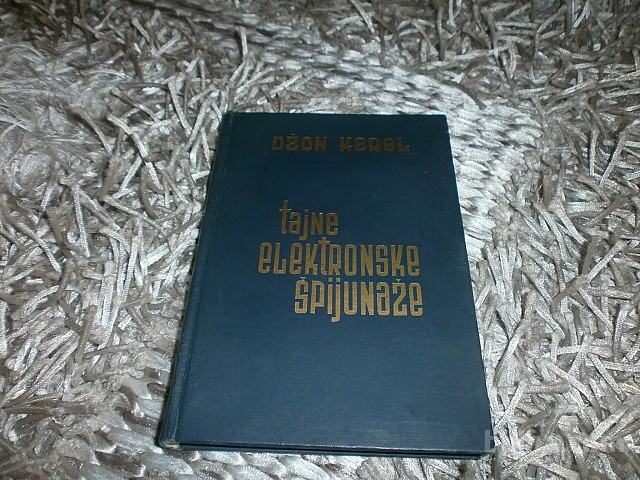 DŽON KEREL
tajne
elektronske
špijunaže